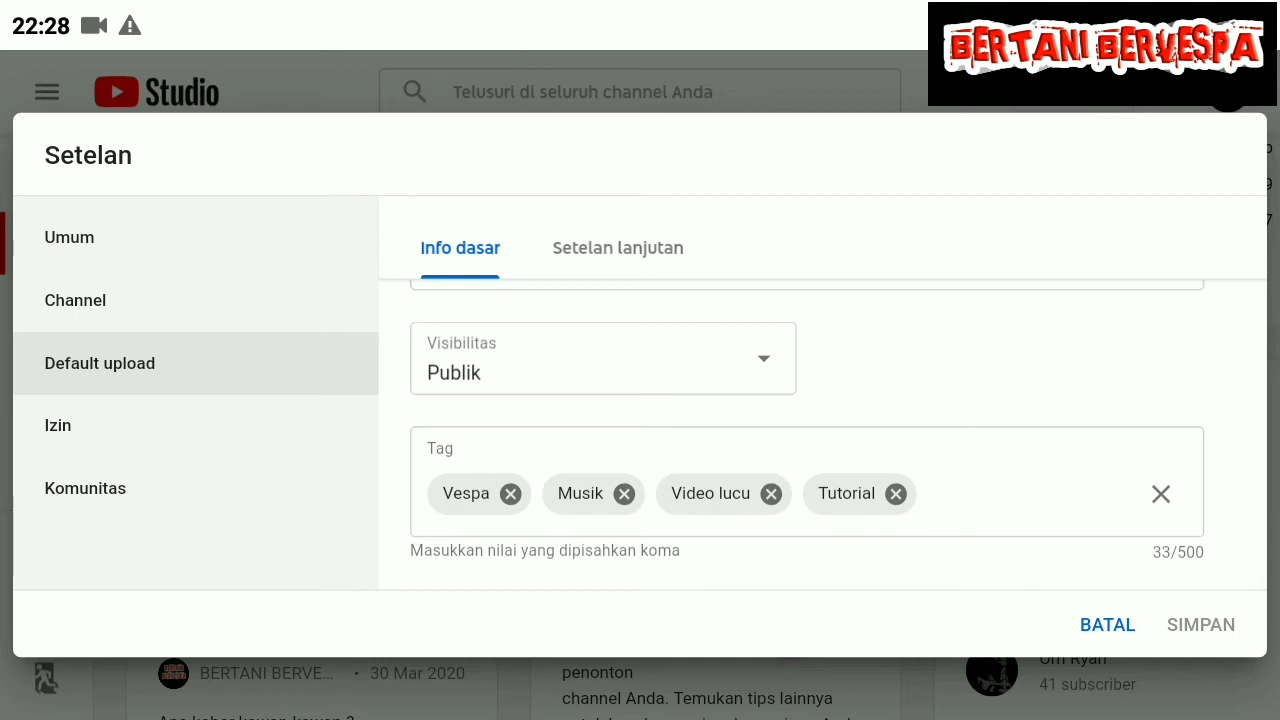 22:28
BERTANI BERVESPA
Studio
Telusuri di seluruh channel Anda
Setelan
Umum
Channel
Default upload
Izin
Komunitas
Info dasar
Setelan lanjutan
Visibilitas
Publik
Tag
Vespa
Musik
Video lucu
Tutorial
Masukkan nilai yang dipisahkan koma
33/500
BATAL
SIMPAN
BERTANI BERVE...
• 30 Mar 2020
penonton
channel Anda. Temukan tips lainnya
Om Ryan
41 subscriber